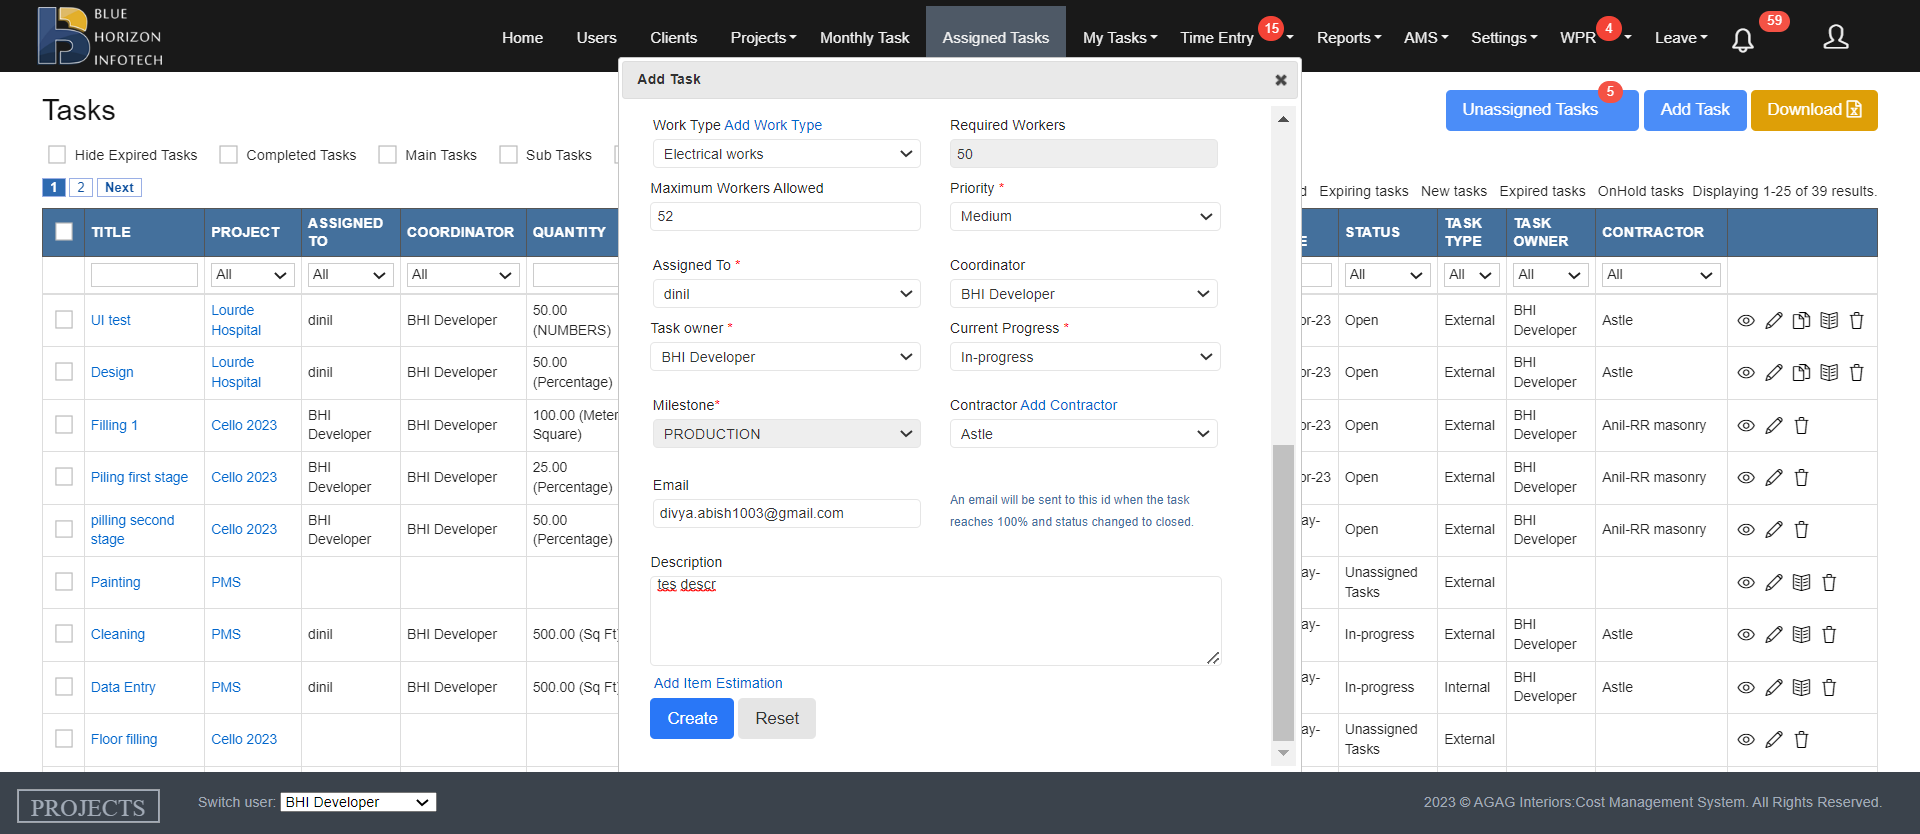 BLUE
HORIZON
INFOTECH
Home Users Clients Projects Monthly Task Assigned Tasks My Tasks Time Entry 15 Reports AMS Settings WPR 4 Leave 59
Tasks
Unassigned Tasks 5 Add Task Download
Hide Expired Tasks Completed Tasks Main Tasks Sub Tasks
1 2 Next
d Expiring tasks New tasks Expired tasks OnHold tasks Displaying 1-25 of 39 results.
TITLE PROJECT ASSIGNED TO COORDINATOR QUANTITY E STATUS TASK TYPE TASK OWNER CONTRACTOR
All All All All All All All
UI test Lourde Hospital dinil BHI Developer 50.00 (NUMBERS) or-23 Open External BHI Developer Astle
Design Lourde Hospital dinil BHI Developer 50.00 (Percentage) or-23 Open External BHI Developer Astle
Filling 1 Cello 2023 BHI Developer BHI Developer 100.00 (Meter Square) or-23 Open External BHI Developer Anil-RR masonry
Piling first stage Cello 2023 BHI Developer BHI Developer 25.00 (Percentage) or-23 Open External BHI Developer Anil-RR masonry
pilling second stage Cello 2023 BHI Developer BHI Developer 50.00 (Percentage) ay- Open External BHI Developer Anil-RR masonry
Painting PMS ay- Unassigned Tasks External
Cleaning PMS dinil BHI Developer 500.00 (Sq Ft) ay- In-progress External BHI Developer Astle
Data Entry PMS dinil BHI Developer 500.00 (Sq Ft) ay- In-progress Internal BHI Developer Astle
Floor filling Cello 2023 ay- Unassigned Tasks External
Add Task
Work Type Add Work Type Required Workers
Electrical works 50
Maximum Workers Allowed Priority *
52 Medium
Assigned To * Coordinator
dinil BHI Developer
Task owner * Current Progress *
BHI Developer In-progress
Milestone* Contractor Add Contractor
PRODUCTION Astle
Email
divya.abish1003@gmail.com
An email will be sent to this id when the task
reaches 100% and status changed to closed.
Description
tes descr
Add Item Estimation
Create Reset
PROJECTS Switch user: BHI Developer 2023 © AGAG Interiors:Cost Management System. All Rights Reserved.